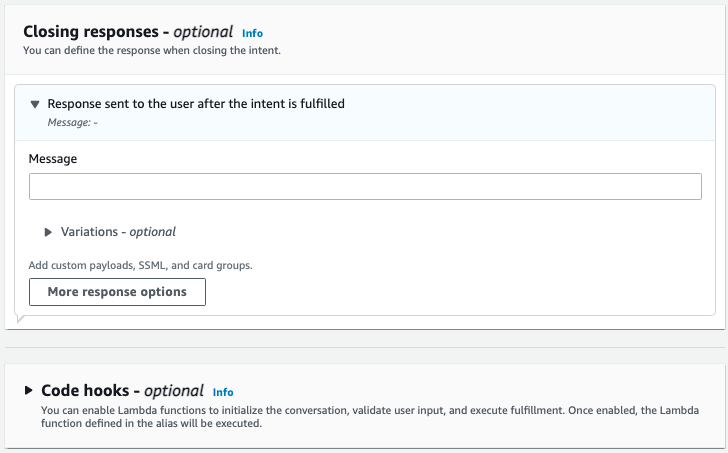 Closing responses - optional Info
You can define the response when closing the intent.
Response sent to the user after the intent is fulfilled
Message: -
Message
Variations - optional
Add custom payloads, SSML, and card groups.
More response options
Code hooks - optional Info
You can enable Lambda functions to initialize the conversation, validate user input, and execute fulfillment. Once enabled, the Lambda
function defined in the alias will be executed.